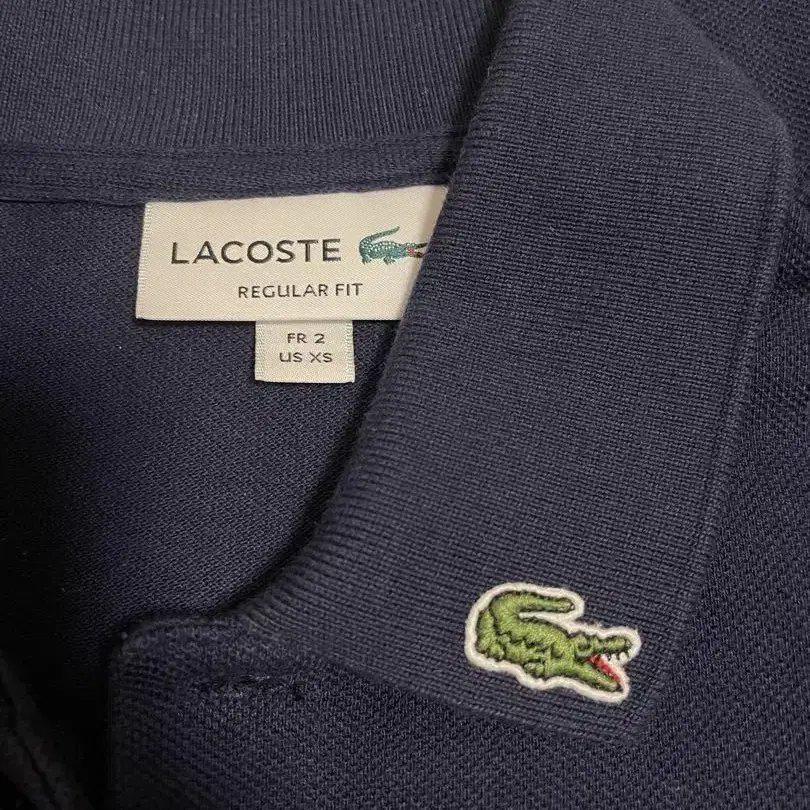 LACOSTE
REGULAR FIT
FR 2
US XS